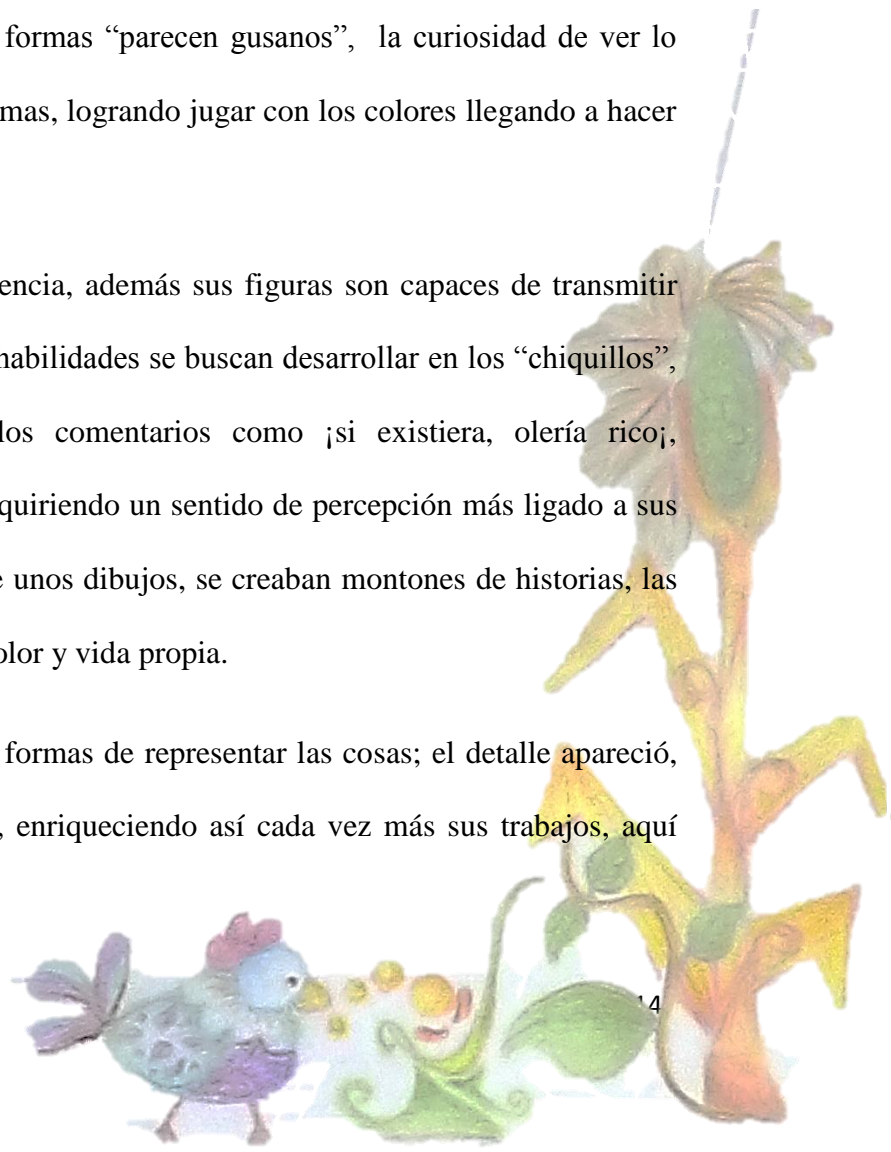 formas “parecen gusanos”, la curiosidad de ver lo
mas, logrando jugar con los colores llegando a hacer
encia, además sus figuras son capaces de transmitir
habilidades se buscan desarrollar en los “chiquillos”,
los comentarios como ¡si existiera, olería rico¡,
quiriendo un sentido de percepción más ligado a sus
e unos dibujos, se creaban montones de historias, las
olor y vida propia.
formas de representar las cosas; el detalle apareció,
, enriqueciendo así cada vez más sus trabajos, aquí
14